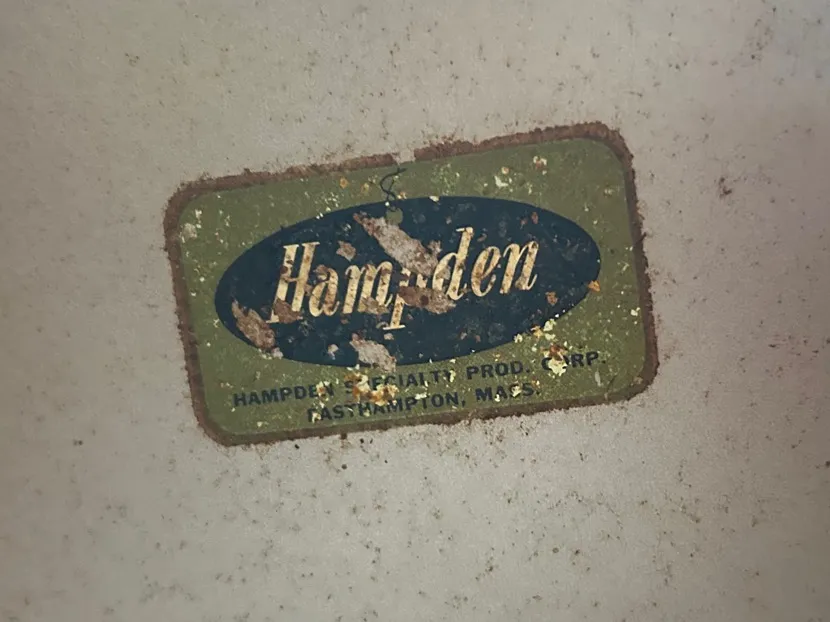 Hampden
HAMPDEN SPECIALTY PROD. CORP.
EASTHAMPTON, MASS.